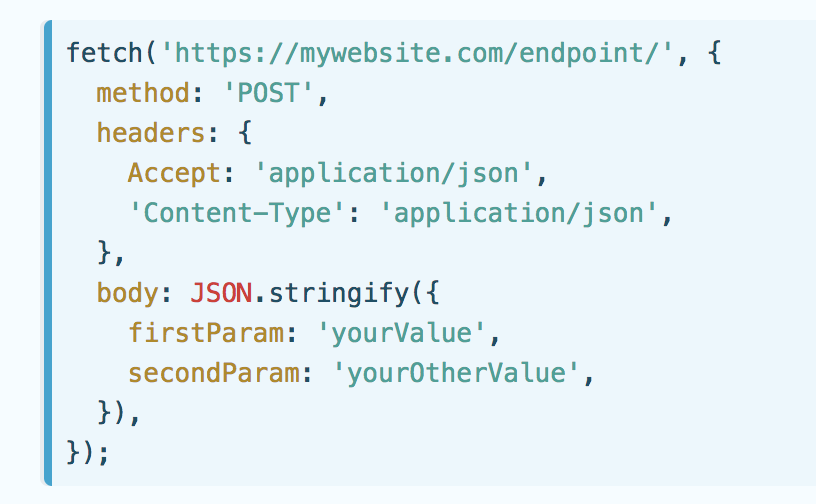 fetch('https://mywebsite.com/endpoint/', {
  method: 'POST',
  headers: {
    Accept: 'application/json',
    'Content-Type': 'application/json',
  },
  body: JSON.stringify({
    firstParam: 'yourValue',
    secondParam: 'yourOtherValue',
  }),
});